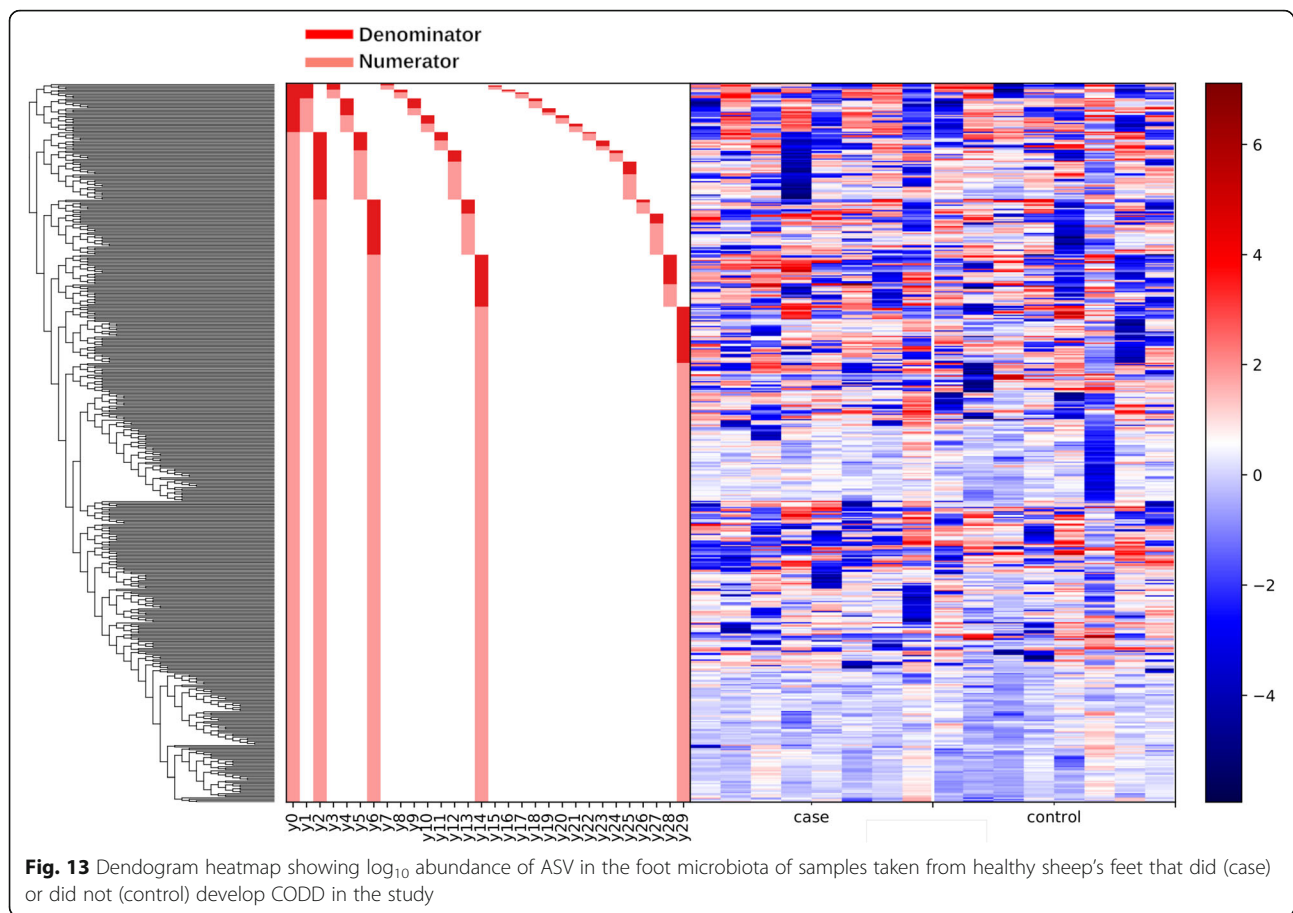 Denominator
Numerator
6
4
2
0
−2
−4
y0
y1
y2
y3
y4
y5
y6
y7
y8
y9
y10
y11
y12
y13
y14
y15
y16
y17
y18
y19
y20
y21
y22
y23
y24
y25
y26
y27
y28
y29
case
control
Fig. 13 Dendogram heatmap showing log10 abundance of ASV in the foot microbiota of samples taken from healthy sheep's feet that did (case)
or did not (control) develop CODD in the study